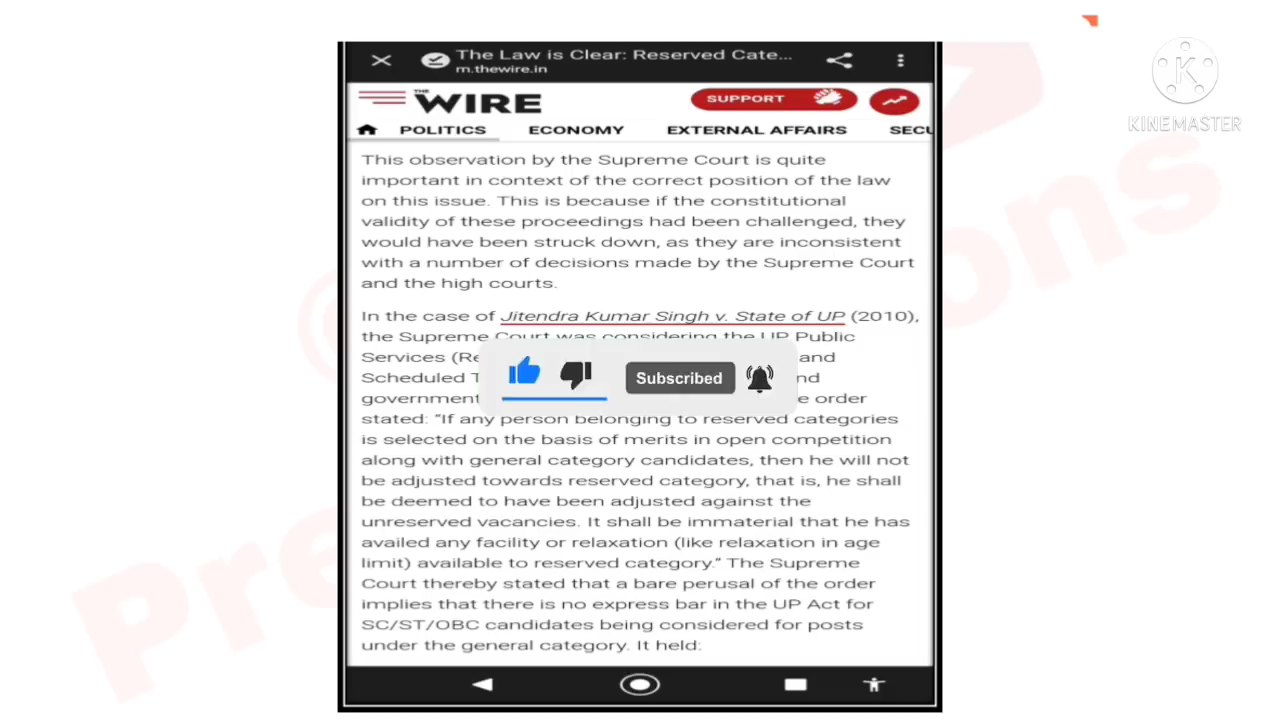 KINEMASTER
The Law is Clear: Reserved Cate...
m.thewire.in
THE WIRE
SUPPORT
POLITICS ECONOMY EXTERNAL AFFAIRS SECU
This observation by the Supreme Court is quite
important in context of the correct position of the law
on this issue. This is because if the constitutional
validity of these proceedings had been challenged, they
would have been struck down, as they are inconsistent
with a number of decisions made by the Supreme Court
and the high courts.
In the case of Jitendra Kumar Singh v. State of UP (2010),
the Supreme Court was considering the UP Public
Services and
Scheduled
government order
Subscribed
stated: “If any person belonging to reserved categories
is selected on the basis of merits in open competition
along with general category candidates, then he will not
be adjusted towards reserved category, that is, he shall
be deemed to have been adjusted against the
unreserved vacancies. It shall be immaterial that he has
availed any facility or relaxation (like relaxation in age
limit) available to reserved category.” The Supreme
Court thereby stated that a bare perusal of the order
implies that there is no express bar in the UP Act for
SC/ST/OBC candidates being considered for posts
under the general category. It held: